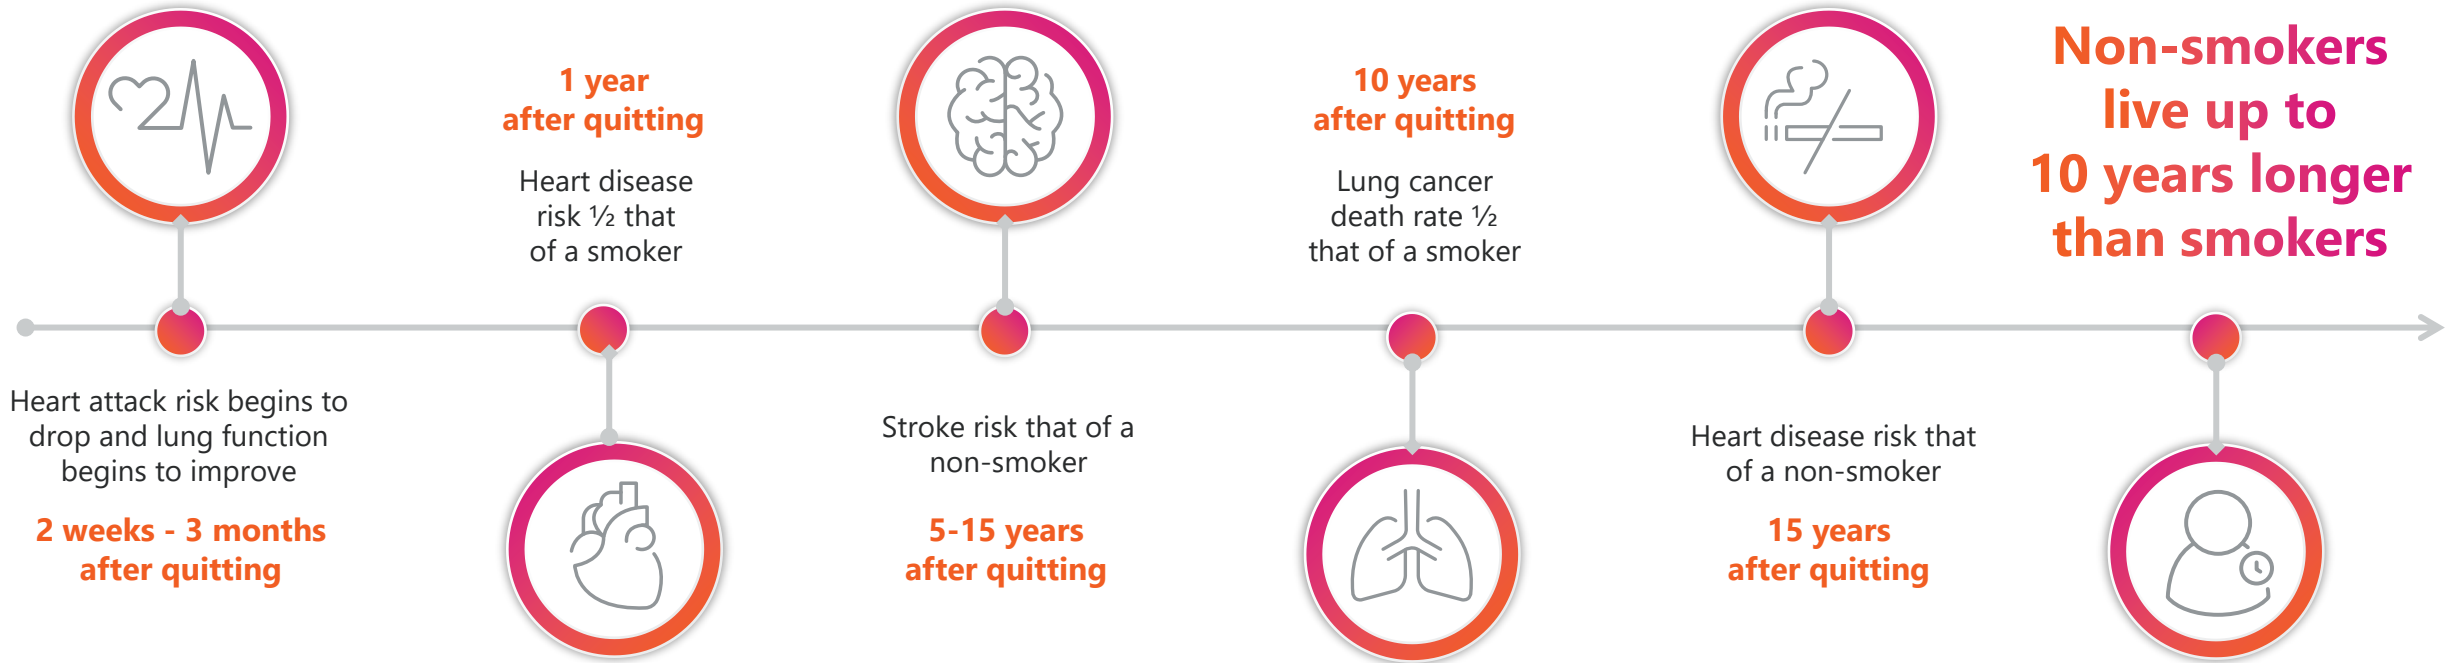 Heart attack risk begins to
drop and lung function
begins to improve
2 weeks - 3 months
after quitting
1 year
after quitting
Heart disease
risk ½ that
of a smoker
Stroke risk that of a
non-smoker
5-15 years
after quitting
10 years
after quitting
Lung cancer
death rate ½
that of a smoker
Heart disease risk that
of a non-smoker
15 years
after quitting
Non-smokers
live up to
10 years longer
than smokers